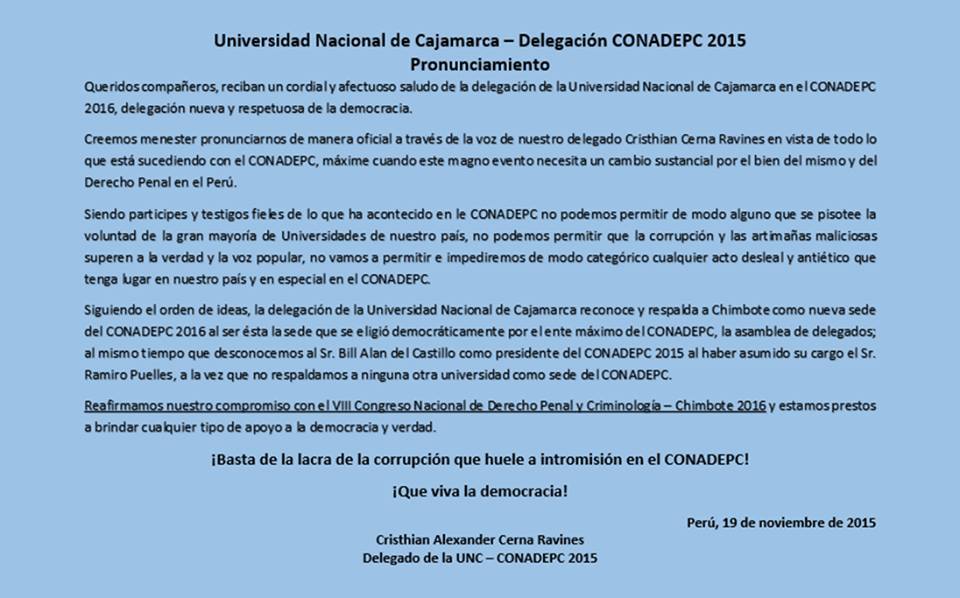 Universidad Nacional de Cajamarca – Delegación CONADEPC 2015
Pronunciamiento
Queridos compañeros, reciban un cordial y afectuoso saludo de la delegación de la Universidad Nacional de Cajamarca en el CONADEPC
2016, delegación nueva y respetuosa de la democracia.
Creemos menester pronunciarnos de manera oficial a través de la voz de nuestro delegado Cristhian Cerna Ravines en vista de todo lo
que está sucediendo con el CONADEPC, máxime cuando este magno evento necesita un cambio sustancial por el bien del mismo y del
Derecho Penal en el Perú.
Siendo participes y testigos fieles de lo que ha acontecido en le CONADEPC no podemos permitir de modo alguno que se pisotee la
voluntad de la gran mayoría de Universidades de nuestro país, no podemos permitir que la corrupción y las artimañas maliciosas
superen a la verdad y la voz popular, no vamos a permitir e impediremos de modo categórico cualquier acto desleal y antiético que
tenga lugar en nuestro país y en especial en el CONADEPC.
Siguiendo el orden de ideas, la delegación de la Universidad Nacional de Cajamarca reconoce y respalda a Chimbote como nueva sede
del CONADEPC 2016 al ser ésta la sede que se eligió democráticamente por el ente máximo del CONADEPC, la asamblea de delegados;
al mismo tiempo que desconocemos al Sr. Bill Alan del Castillo como presidente del CONADEPC 2015 al haber asumido su cargo el Sr.
Ramiro Puelles, a la vez que no respaldamos a ninguna otra universidad como sede del CONADEPC.
Reafirmamos nuestro compromiso con el VIII Congreso Nacional de Derecho Penal y Criminología – Chimbote 2016 y estamos prestos
a brindar cualquier tipo de apoyo a la democracia y verdad.
¡Basta de la lacra de la corrupción que huele a intromisión en el CONADEPC!
¡Que viva la democracia!
Perú, 19 de noviembre de 2015
Cristhian Alexander Cerna Ravines
Delegado de la UNC – CONADEPC 2015